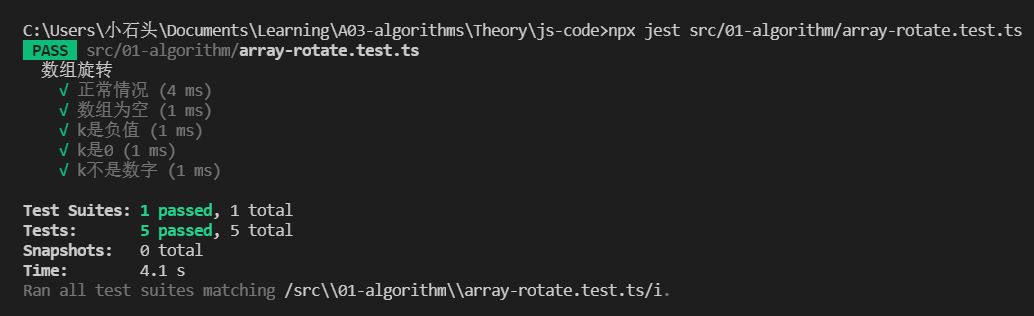 C:\Users\小石头\Documents\Learning\A03-algorithms\Theory\js-code>npx jest src/01-algorithm/array-rotate.test.ts
PASS src/01-algorithm/array-rotate.test.ts
数组旋转
√ 正常情况 (4 ms)
√ 数组为空 (1 ms)
√ k是负值 (1 ms)
√ k是0 (1 ms)
√ k不是数字 (1 ms)
Test Suites: 1 passed, 1 total
Tests: 5 passed, 5 total
Snapshots: 0 total
Time: 4.1 s
Ran all test suites matching /src\\01-algorithm\\array-rotate.test.ts/i.